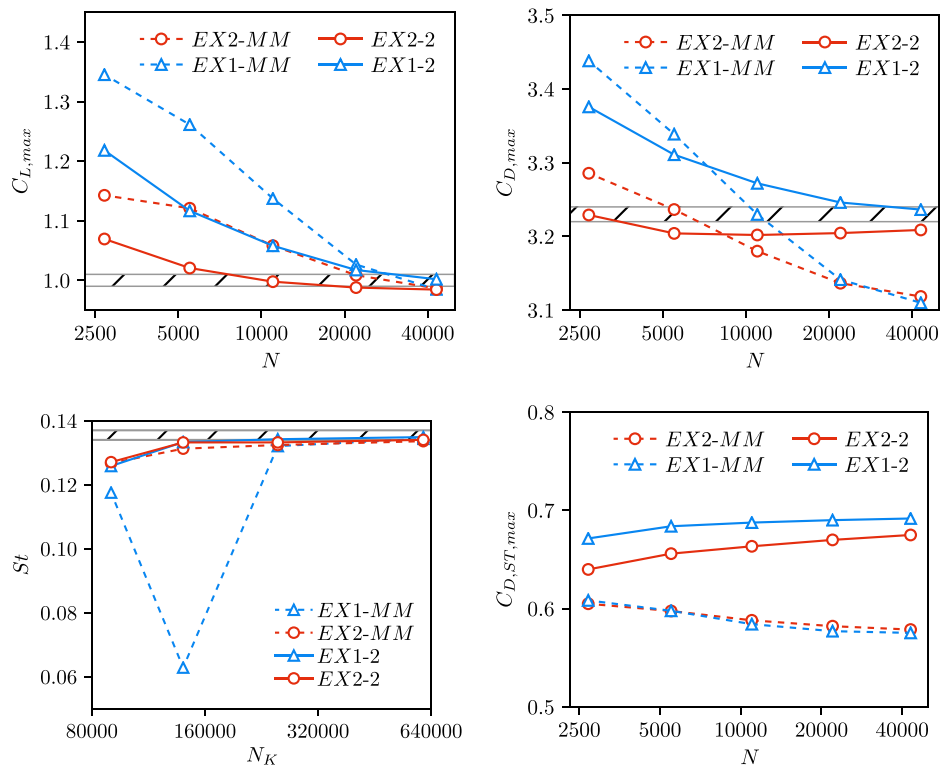 1.4
1.3
1.2
1.1
1.0
C_{L,max}
EX2-MM
EX1-MM
EX2-2
EX1-2
2500 5000 10000 20000 40000
N
3.5
3.4
3.3
3.2
3.1
C_{D,max}
EX2-MM
EX1-MM
EX2-2
EX1-2
2500 5000 10000 20000 40000
N
0.14
0.12
0.10
0.08
0.06
St
EX1-MM
EX2-MM
EX1-2
EX2-2
80000 160000 320000 640000
N_K
0.8
0.7
0.6
0.5
C_{D,ST,max}
EX2-MM
EX1-MM
EX2-2
EX1-2
2500 5000 10000 20000 40000
N